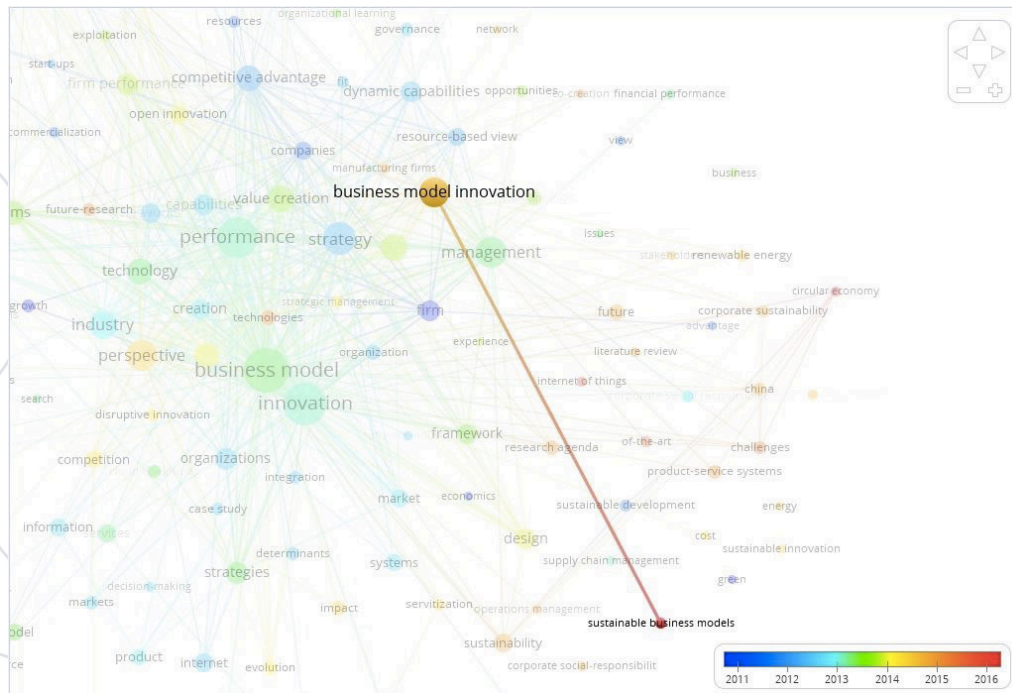 organizational learning
resources
governance
network
exploitation
start-ups
competitive advantage
firm performance
fit
dynamic capabilities
opportunities
co-creation
financial performance
open innovation
commercialization
resource-based view
view
companies
manufacturing firms
business
business model innovation
value creation
capabilities
future-research
ms
performance
strategy
issues
management
stakeholders
renewable energy
technology
circular economy
growth
creation
strategic management
firm
future
corporate sustainability
technologies
industry
advantage
experience
perspective
organization
literature review
business model
internet of things
search
innovation
china
disruptive innovation
framework
of-the-art
research agenda
challenges
competition
organizations
product-service systems
integration
market
economics
case study
sustainable development
energy
information
services
design
cost
determinants
systems
supply chain management
sustainable innovation
strategies
decision-making
green
markets
impact
servitization
operations management
sustainable business models
odel
sustainability
product
internet
evolution
corporate social-responsibilit
rce
2011 2012 2013 2014 2015 2016